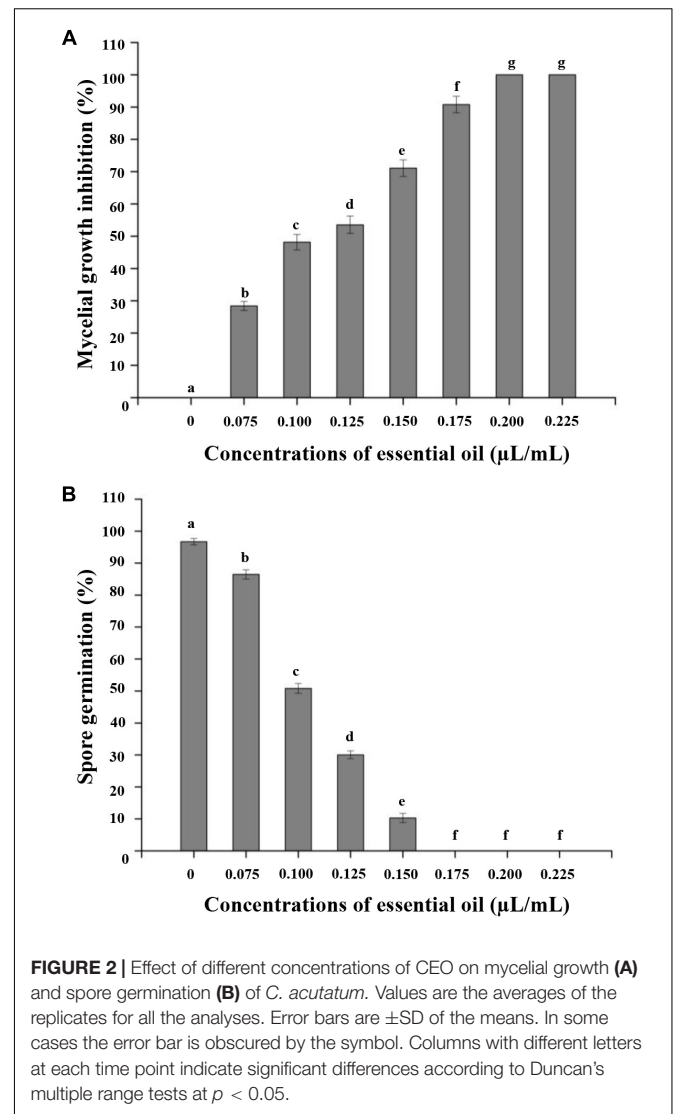 A
110
100
90
80
70
60
50
40
30
20
10
0
Mycelial growth inhibition (%)
a
b
c
d
e
f
g
g
0 0.075 0.100 0.125 0.150 0.175 0.200 0.225
Concentrations of essential oil (µL/mL)
B
110
100
90
80
70
60
50
40
30
20
10
0
Spore germination (%)
a
b
c
d
e
f
f
f
0 0.075 0.100 0.125 0.150 0.175 0.200 0.225
Concentrations of essential oil (µL/mL)
FIGURE 2 | Effect of different concentrations of CEO on mycelial growth (A)
and spore germination (B) of C. acutatum. Values are the averages of the
replicates for all the analyses. Error bars are ±SD of the means. In some
cases the error bar is obscured by the symbol. Columns with different letters
at each time point indicate significant differences according to Duncan's
multiple range tests at p < 0.05.